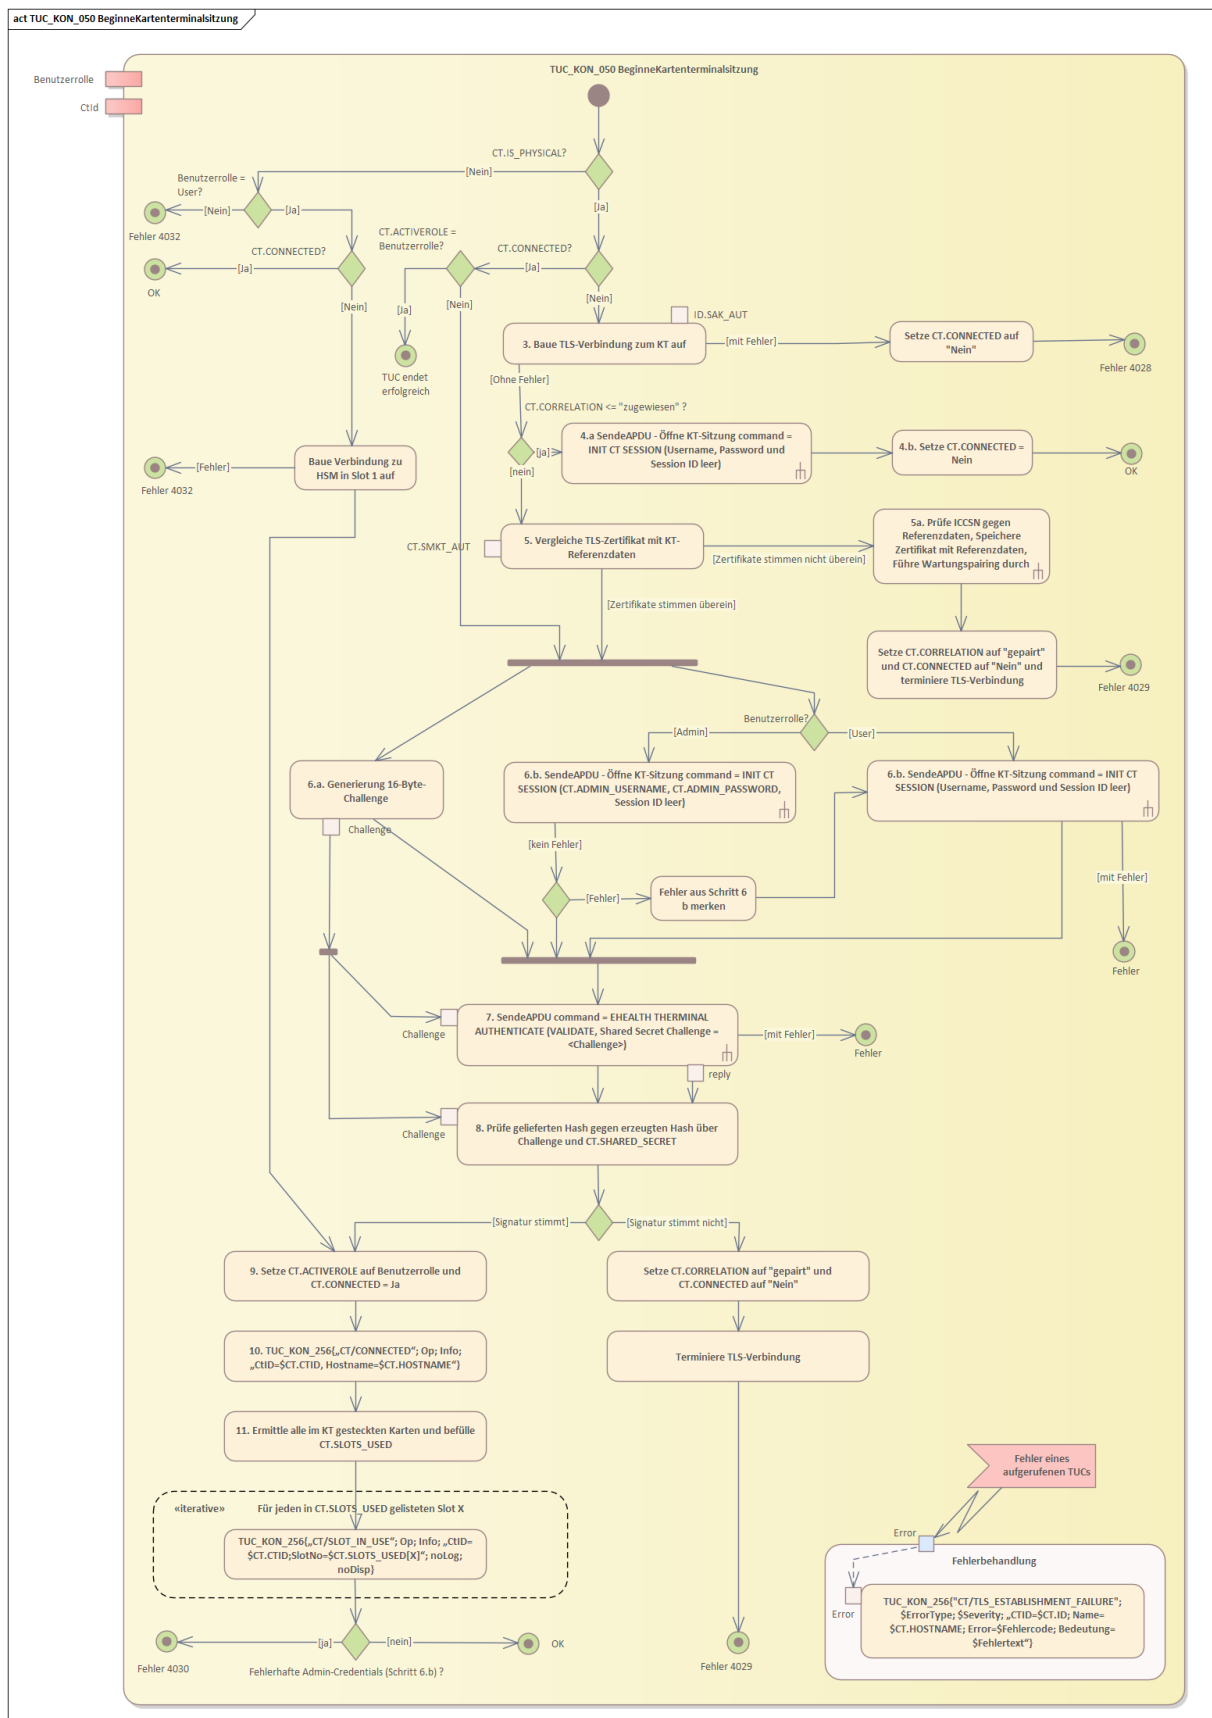 act TUC_KON_050 BeginneKartenterminalsitzung
TUC_KON_050 BeginneKartenterminalsitzung
Benutzerrolle
CtId
CT.IS_PHYSICAL?
[Nein]
[Ja]
Benutzerrolle =
User?
[Nein]
[Ja]
Fehler 4032
CT.CONNECTED?
[Ja]
OK
[Nein]
CT.ACTIVEROLE =
Benutzerrolle?
CT.CONNECTED?
[Ja]
[Nein]
[Ja]
[Nein]
TUC endet
erfolgreich
ID.SAK_AUT
3. Baue TLS-Verbindung zum KT auf
[mit Fehler]
Setze CT.CONNECTED auf
"Nein"
Fehler 4028
[Ohne Fehler]
CT.CORRELATION <= "zugewiesen" ?
[ja]
[nein]
4.a SendeAPDU - Öffne KT-Sitzung command =
INIT CT SESSION (Username, Password und
Session ID leer)
4.b. Setze CT.CONNECTED =
Nein
OK
Baue Verbindung zu
HSM in Slot 1 auf
[Fehler]
Fehler 4032
CT.SMKT_AUT
5. Vergleiche TLS-Zertifikat mit KT-
Referenzdaten
[Zertifikate stimmen nicht überein]
5a. Prüfe ICCSN gegen
Referenzdaten, Speichere
Zertifikat mit Referenzdaten,
Führe Wartungspairing durch
[Zertifikate stimmen überein]
Setze CT.CORRELATION auf "gepairt"
und CT.CONNECTED auf "Nein" und
terminiere TLS-Verbindung
Fehler 4029
Benutzerrolle?
[Admin]
[User]
6.a. Generierung 16-Byte-
Challenge
Challenge
6.b. SendeAPDU - Öffne KT-Sitzung command = INIT CT
SESSION (CT.ADMIN_USERNAME, CT.ADMIN_PASSWORD,
Session ID leer)
6.b. SendeAPDU - Öffne KT-Sitzung command = INIT CT
SESSION (Username, Password und Session ID leer)
[kein Fehler]
[Fehler]
Fehler aus Schritt 6
b merken
[mit Fehler]
Fehler
Challenge
7. SendeAPDU command = EHEALTH THERMINAL
AUTHENTICATE (VALIDATE, Shared Secret Challenge =
<Challenge>)
[mit Fehler]
Fehler
reply
Challenge
8. Prüfe gelieferten Hash gegen erzeugten Hash über
Challenge und CT.SHARED_SECRET
[Signatur stimmt]
[Signatur stimmt nicht]
9. Setze CT.ACTIVEROLE auf Benutzerrolle und
CT.CONNECTED = Ja
Setze CT.CORRELATION auf "gepairt" und
CT.CONNECTED auf "Nein"
10. TUC_KON_256{„CT/CONNECTED“; Op; Info;
„CtID=$CT.CTID, Hostname=$CT.HOSTNAME“}
Terminiere TLS-Verbindung
11. Ermittle alle im KT gesteckten Karten und befülle
CT.SLOTS_USED
«iterative»
Für jeden in CT.SLOTS_USED gelisteten Slot X
TUC_KON_256{„CT/SLOT_IN_USE“; Op; Info; „CtID=
$CT.CTID;SlotNo=$CT.SLOTS_USED[X]“; noLog;
noDisp}
[ja]
[nein]
Fehler 4030
OK
Fehlerhafte Admin-Credentials (Schritt 6.b) ?
Fehler 4029
Fehler eines
aufgerufenen TUCs
Error
Fehlerbehandlung
Error
TUC_KON_256{"CT/TLS_ESTABLISHMENT_FAILURE";
$ErrorType; $Severity; „CTID=$CT.ID; Name=
$CT.HOSTNAME; Error=$Fehlercode; Bedeutung=
$Fehlertext“}